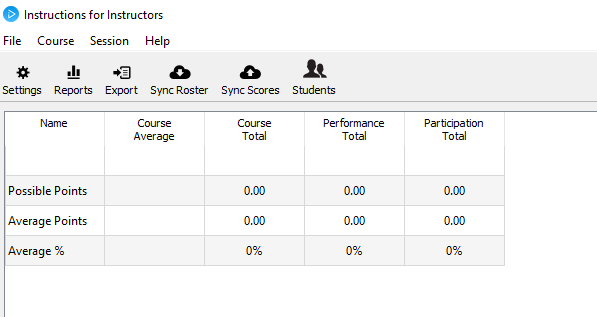 Instructions for Instructors
File Course Session Help
Settings Reports Export Sync Roster Sync Scores Students
Name Course Average Course Total Performance Total Participation Total
Possible Points 0.00 0.00 0.00
Average Points 0.00 0.00 0.00
Average % 0% 0% 0%